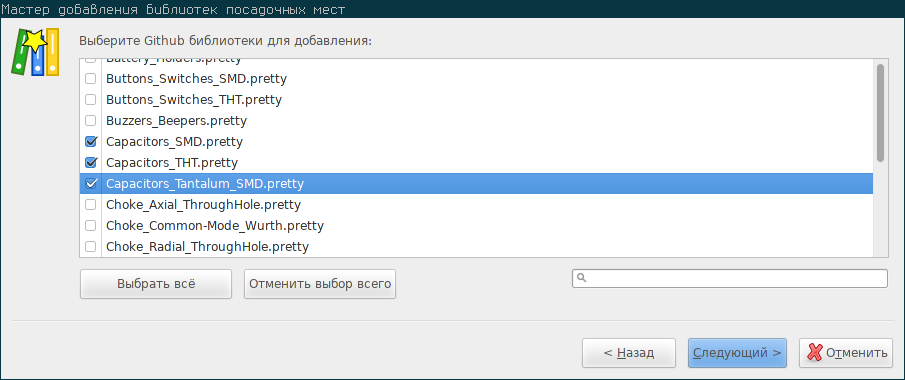 Мастер добавления библиотек посадочных мест
Выберите Github библиотеки для добавления:
Battery_Holders.pretty
Buttons_Switches_SMD.pretty
Buttons_Switches_THT.pretty
Buzzers_Beepers.pretty
Capacitors_SMD.pretty
Capacitors_THT.pretty
Capacitors_Tantalum_SMD.pretty
Choke_Axial_ThroughHole.pretty
Choke_Common-Mode_Wurth.pretty
Choke_Radial_ThroughHole.pretty
Выбрать всё Отменить выбор всего
< Назад Следующий > Отменить